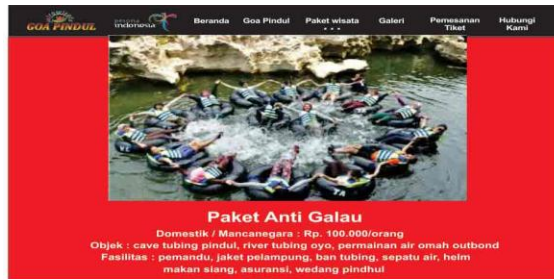 GOA PINDUL
pesona
indonesia
Beranda
Goa Pindul
Paket wisata
Galeri
Pemesanan
Tiket
Hubungi
Kami
Paket Anti Galau
Domestik / Mancanegara : Rp. 100.000/orang
Objek : cave tubing pindul, river tubing oyo, permainan air omah outbond
Fasilitas : pemandu, jaket pelampung, ban tubing, sepatu air, helm
makan siang, asuransi, wedang pindhul